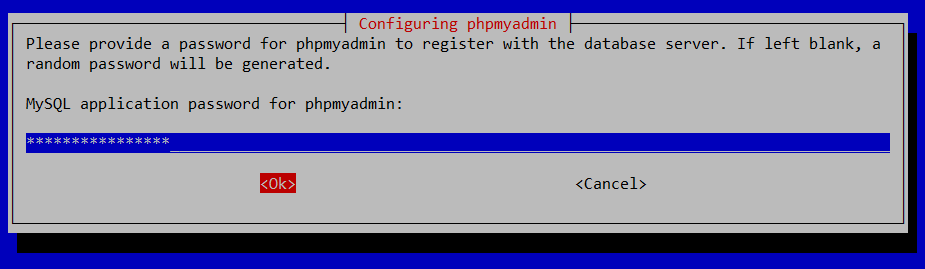 Configuring phpmyadmin
Please provide a password for phpmyadmin to register with the database server. If left blank, a
random password will be generated.
MySQL application password for phpmyadmin:
****************
<Ok> <Cancel>